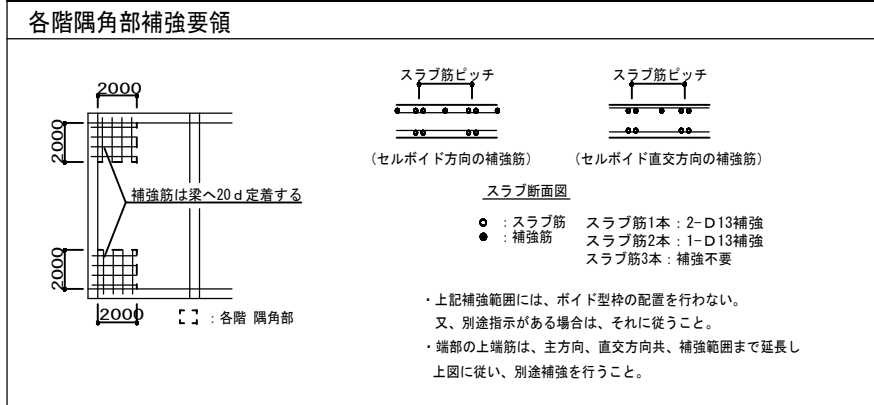 各階隅角部補強要領
2000
2000
補強筋は梁へ20d定着する
2000
2000
：各階 隅角部
スラブ筋ピッチ
（セルボイド方向の補強筋）
スラブ筋ピッチ
（セルボイド直交方向の補強筋）
スラブ断面図
：スラブ筋
：補強筋
スラブ筋1本：2-D13補強
スラブ筋2本：1-D13補強
スラブ筋3本：補強不要
・上記補強範囲には、ボイド型枠の配置を行わない。
又、別途指示がある場合は、それに従うこと。
・端部の上端筋は、主方向、直交方向共、補強範囲まで延長し
上図に従い、別途補強を行うこと。